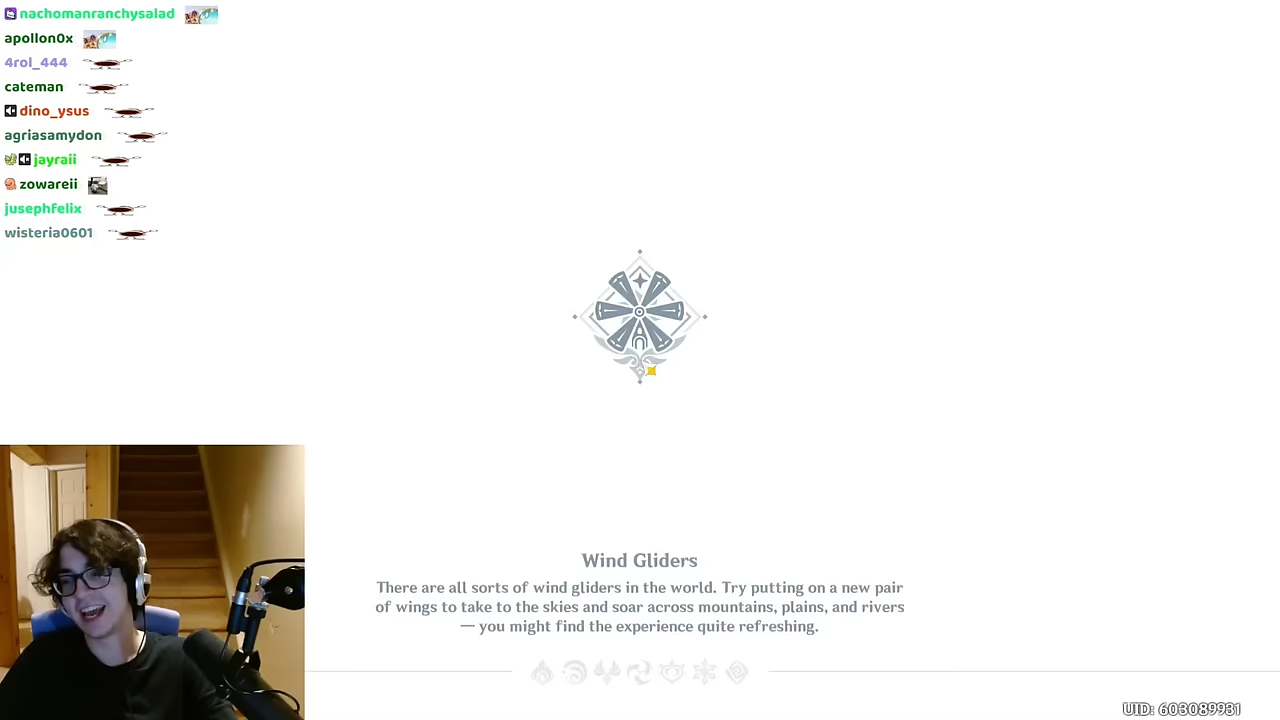 nachomanranchysalad
apollon0x
4rol_444
cateman
dino_ysus
agriasamydon
jayraii
zowareii
jusephfelix
wisteria0601
Wind Gliders
There are all sorts of wind gliders in the world. Try putting on a new pair
of wings to take to the skies and soar across mountains, plains, and rivers
— you might find the experience quite refreshing.
UID: 603089931